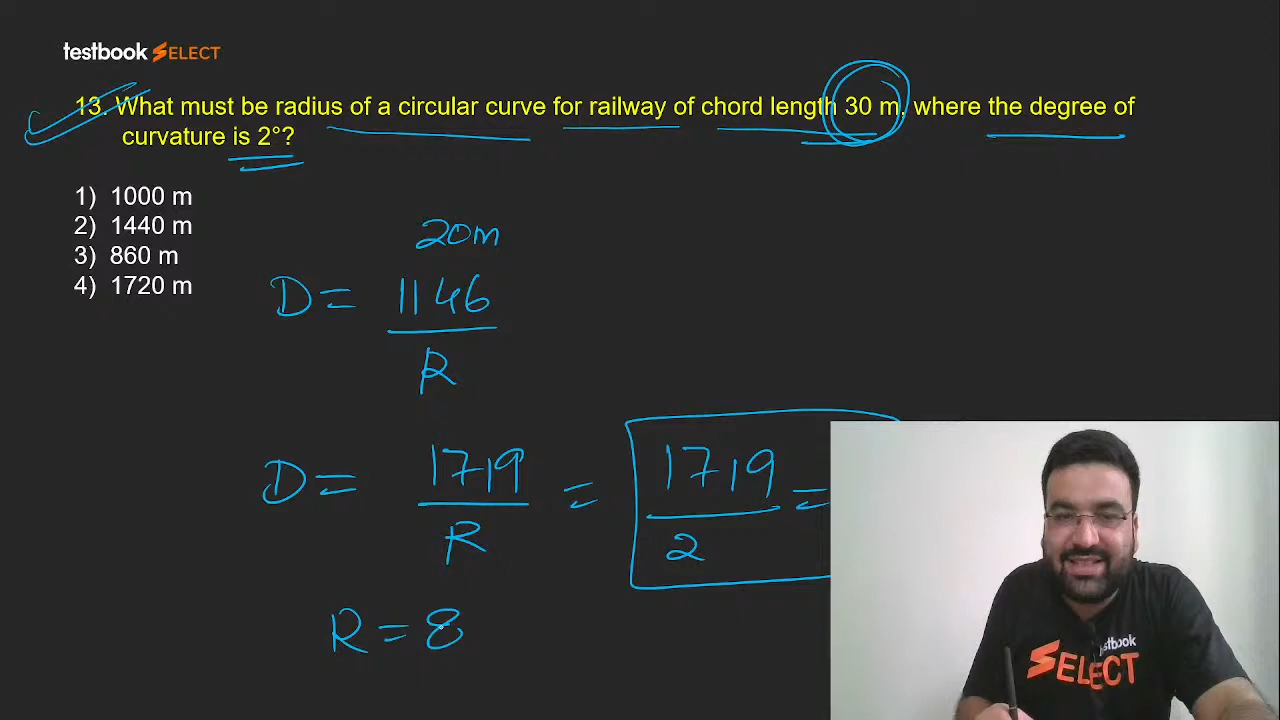 testbook SELECT
13. What must be radius of a circular curve for railway of chord length 30 m, where the degree of
curvature is 2°?
1) 1000 m
2) 1440 m
3) 860 m
4) 1720 m
20m
D = 1146
R
D = 1719 = 1719 =
R 2
R = 8
testbook
SELECT